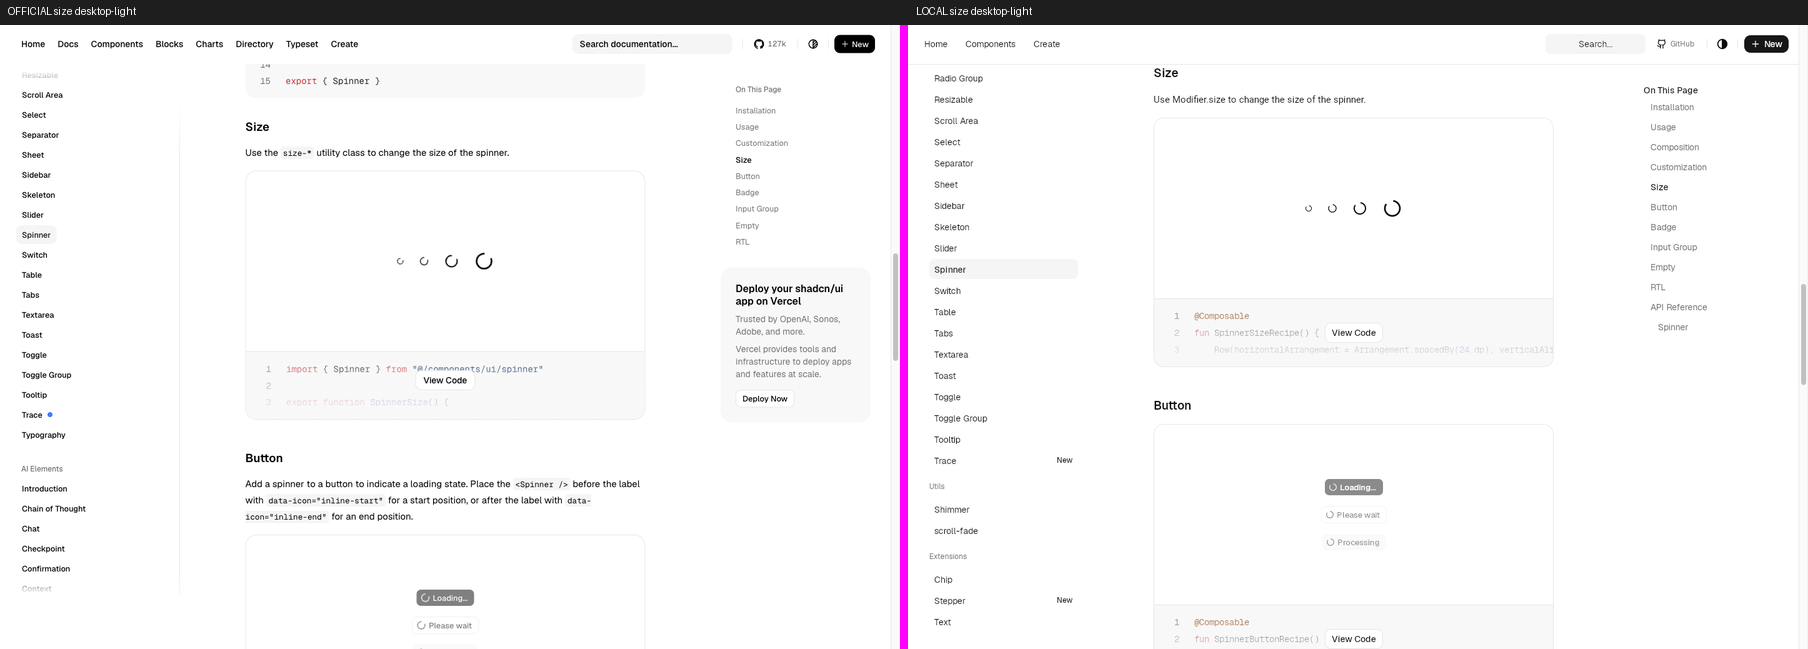 OFFICIAL size desktop-light
Home Docs Components Blocks Charts Directory Typeset Create
Search documentation...
127k
+ New
Resizable
Scroll Area
Select
Separator
Sheet
Sidebar
Skeleton
Slider
Spinner
Switch
Table
Tabs
Textarea
Toast
Toggle
Toggle Group
Tooltip
Trace
Typography
AI Elements
Introduction
Chain of Thought
Chat
Checkpoint
Confirmation
Context
14
15 export { Spinner }
Size
Use the size-* utility class to change the size of the spinner.
1 import { Spinner } from "@/components/ui/spinner"
View Code
2
3 export function SpinnerSize() {
Button
Add a spinner to a button to indicate a loading state. Place the <Spinner /> before the label
with data-icon="inline-start" for a start position, or after the label with data-
icon="inline-end" for an end position.
Loading...
Please wait
On This Page
Installation
Usage
Customization
Size
Button
Badge
Input Group
Empty
RTL
Deploy your shadcn/ui
app on Vercel
Trusted by OpenAI, Sonos,
Adobe, and more.
Vercel provides tools and
infrastructure to deploy apps
and features at scale.
Deploy Now
LOCAL size desktop-light
Home Components Create
Search...
GitHub
+ New
Radio Group
Resizable
Scroll Area
Select
Separator
Sheet
Sidebar
Skeleton
Slider
Spinner
Switch
Table
Tabs
Textarea
Toast
Toggle
Toggle Group
Tooltip
Trace New
Utils
Shimmer
scroll-fade
Extensions
Chip
Stepper New
Text
Size
Use Modifier.size to change the size of the spinner.
1 @Composable
2 fun SpinnerSizeRecipe() {
View Code
3 Row(horizontalArrangement = Arrangement.spacedBy(24.dp), verticalAli
Button
Loading...
Please wait
Processing
1 @Composable
2 fun SpinnerButtonRecipe()
View Code
On This Page
Installation
Usage
Composition
Customization
Size
Button
Badge
Input Group
Empty
RTL
API Reference
Spinner